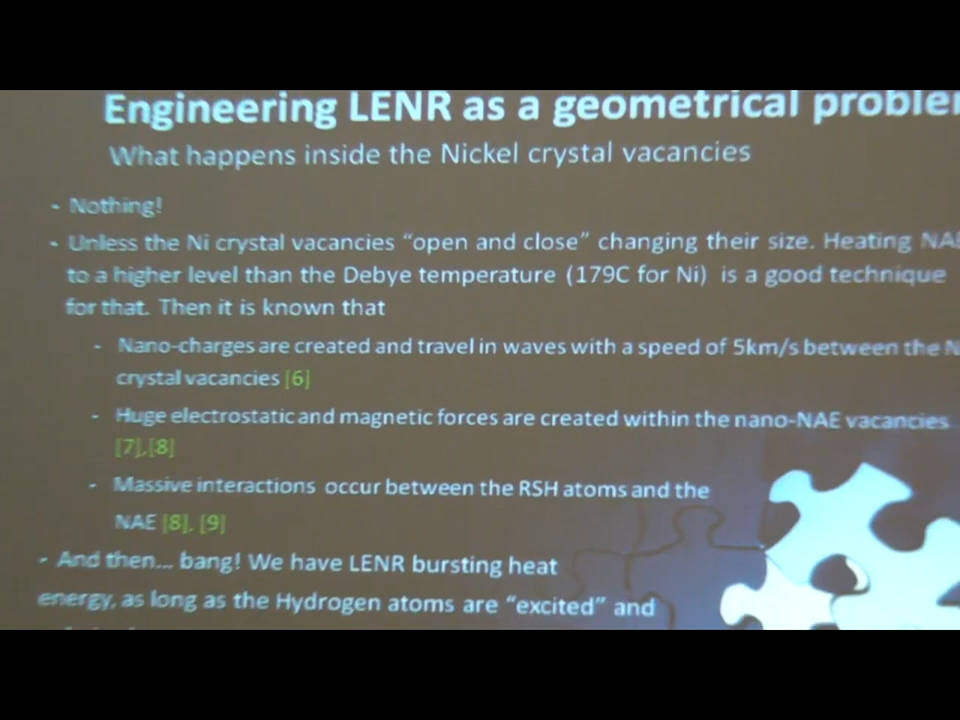 Engineering LENR as a geometrical
What happens inside the Nickel crystal vacancies
- Nothing!
- Unless the Ni crystal vacancies “open and close” changing their size. Heating
to a higher level than the Debye temperature (179C for Ni) is a good technique
for that. Then it is known that
- Nano-charges are created and travel in waves with a speed of 5km/s between the
crystal vacancies [6]
- Huge electrostatic and magnetic forces are created within the nano-NAE vacancies
[7],[8]
- Massive interactions occur between the RSH atoms and the
NAE [8], [9]
- And then... bang! We have LENR bursting heat
energy, as long as the Hydrogen atoms are “excited” and